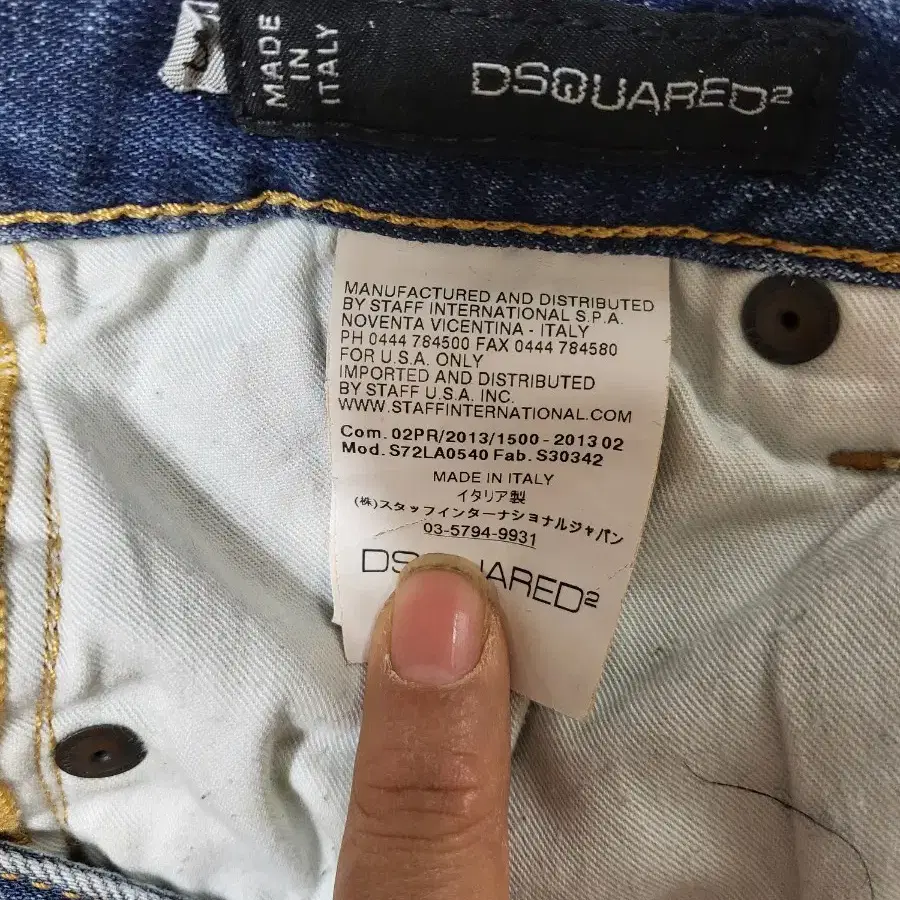 MADE
IN
ITALY
DSQUARED2
MANUFACTURED AND DISTRIBUTED
BY STAFF INTERNATIONAL S.P.A.
NOVENTA VICENTINA - ITALY
PH 0444 784500 FAX 0444 784580
FOR U.S.A. ONLY
IMPORTED AND DISTRIBUTED
BY STAFF U.S.A. INC.
WWW.STAFFINTERNATIONAL.COM
Com. 02PR/2013/1500 - 2013 02
Mod. S72LA0540 Fab. S30342
MADE IN ITALY
イタリア製
(株)スタッフインターナショナルジャパン
03-5794-9931